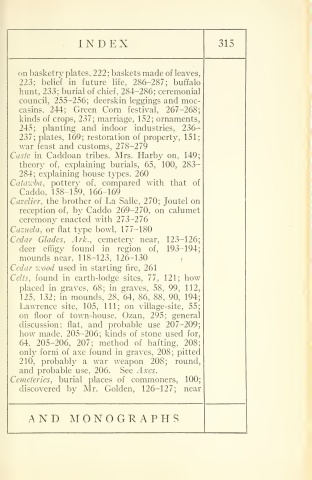 INDEX
315
on basketry plates, 222; baskets made of leaves,
223; belief in future life, 286-287; buffalo
hunt, 233; burial of chief, 284-286; ceremonial
council, 255-256; deerskin leggings and moc-
casins, 244; Green Corn festival, 267-268;
kinds of crops, 237; marriage, 152; ornaments,
245; planting and indoor industries, 236-
237; plates, 169; restoration of property, 151;
war feast and customs, 278-279
Caste in Caddoan tribes, Mrs. Harby on, 149;
theory of, explaining burials, 65, 100, 283-
284; explaining house types, 260
Catawba, pottery of, compared with that of
Caddo, 158-159, 166-169
Cavelier, the brother of La Salle, 270; Joutel on
reception of, by Caddo 269-270, on calumet
ceremony enacted with 273-276
Cazuela, or flat type bowl, 177-180
Cedar Glades, Ark., cemetery near, 123-126;
deer effigy found in region of, 193-194;
mounds near, 118-123, 126-130
Cedar wood used in starting fire, 261
Celts, found in earth-lodge sites, 77, 121; how
placed in graves, 68; in graves, 58, 99, 112,
125, 132; in mounds, 28, 64, 86, 88, 90, 194;
Lawrence site, 105, 111; on village-site, 55;
on floor of town-house, Ozan, 295; general
discussion: flat, and probable use 207-209;
how made, 205-206; kinds of stone used for,
64, 205-206, 207; method of hafting, 208;
only form of axe found in graves, 208; pitted
210, probably a war weapon 208; round,
and probable use, 206. See Axes.
Cemeteries, burial places of commoners, 100;
discovered by Mr. Golden, 126-127; near
AND MONOGRAPHS